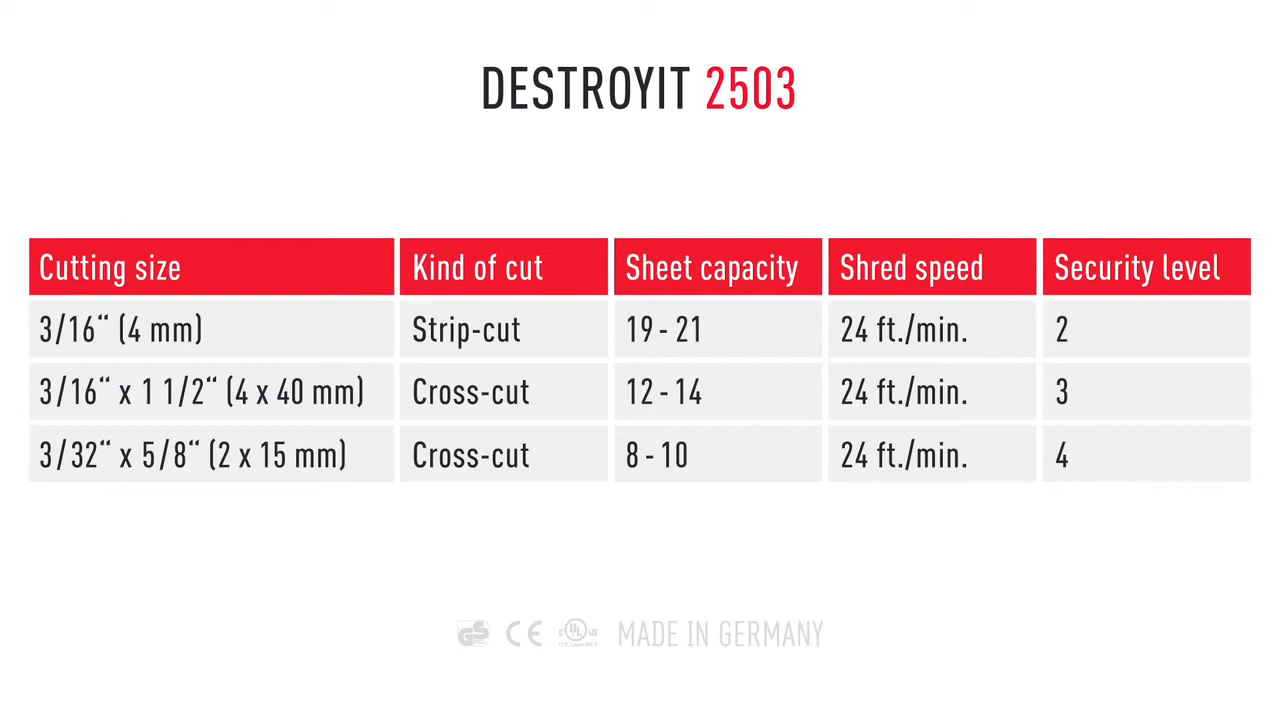 DESTROYIT 2503
Cutting size Kind of cut Sheet capacity Shred speed Security level
3/16“ (4 mm) Strip-cut 19 - 21 24 ft./min. 2
3/16“ x 1 1/2“ (4 x 40 mm) Cross-cut 12 - 14 24 ft./min. 3
3/32“ x 5/8“ (2 x 15 mm) Cross-cut 8 - 10 24 ft./min. 4
CE c UL us MADE IN GERMANY